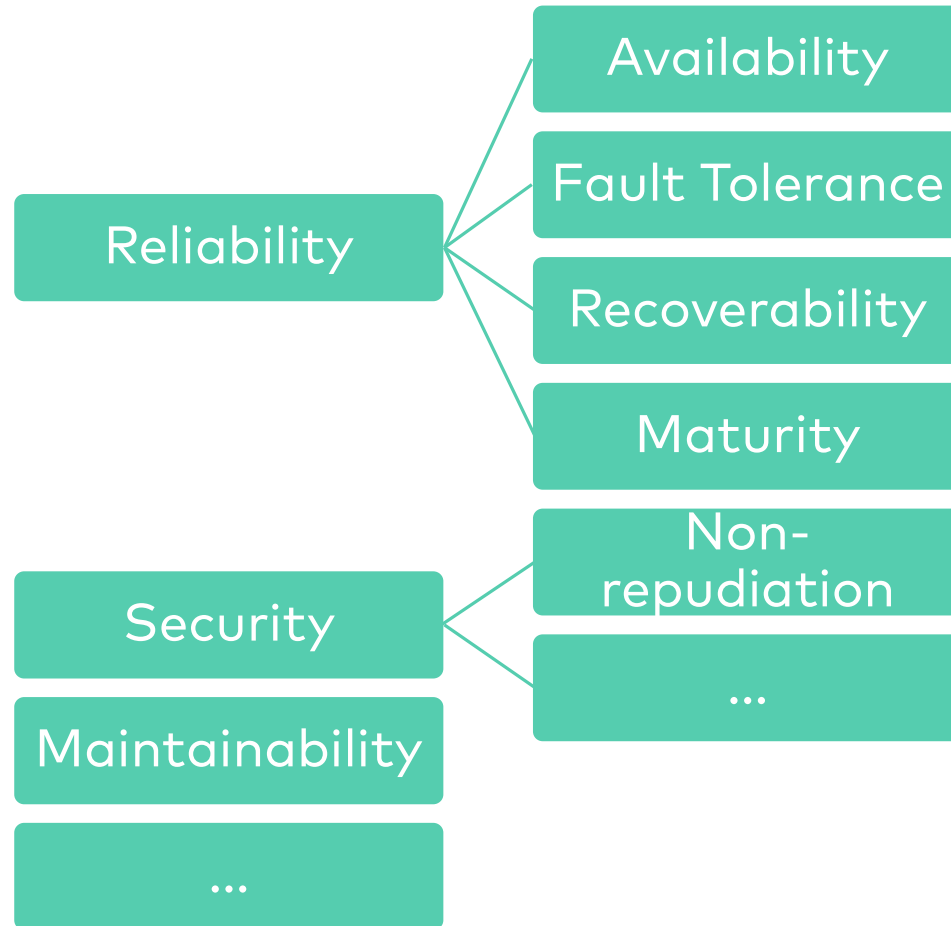 Reliability
Availability
Fault Tolerance
Recoverability
Maturity
Security
Non-
repudiation
...
Maintainability
...